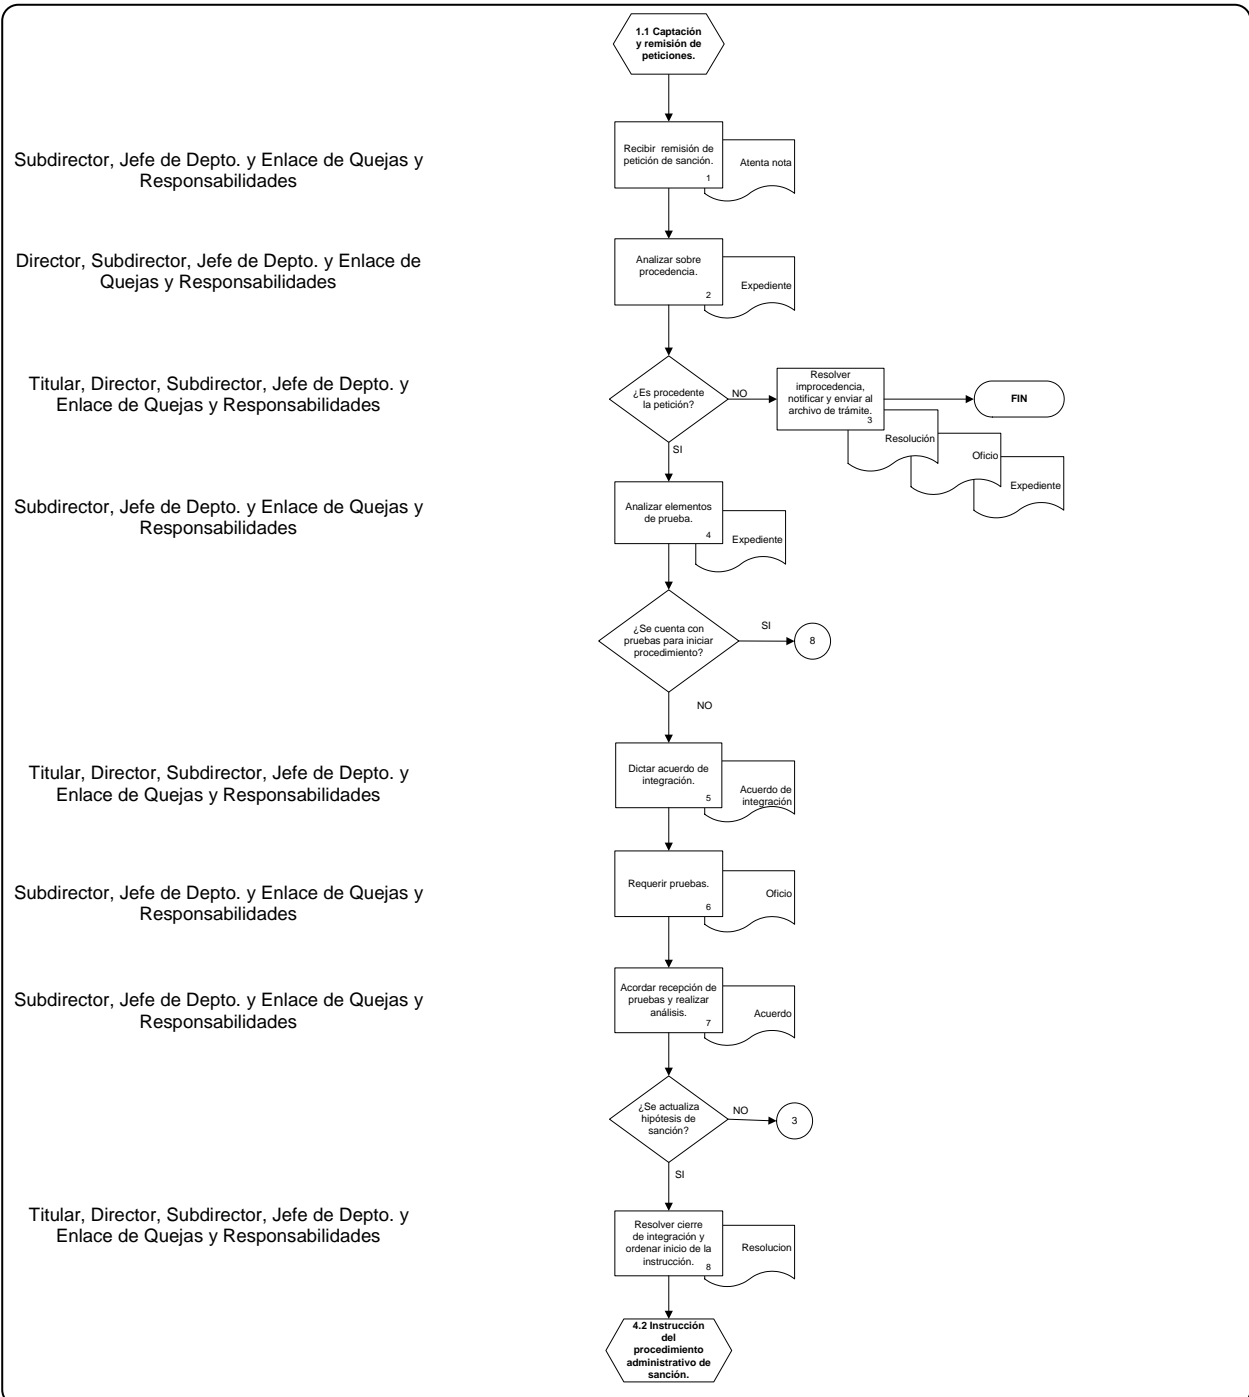 1.1 Captación
y remisión de
peticiones.
Subdirector, Jefe de Depto. y Enlace de Quejas y
Responsabilidades
Recibir remisión de
petición de sanción.
1
Atenta nota
Director, Subdirector, Jefe de Depto. y Enlace de
Quejas y Responsabilidades
Analizar sobre
procedencia.
2
Expediente
Titular, Director, Subdirector, Jefe de Depto. y
Enlace de Quejas y Responsabilidades
¿Es procedente
la petición?
NO
Resolver
improcedencia,
notificar y enviar al
archivo de trámite.
3
FIN
Resolución
Oficio
Expediente
SI
Subdirector, Jefe de Depto. y Enlace de Quejas y
Responsabilidades
Analizar elementos
de prueba.
4
Expediente
¿Se cuenta con
pruebas para iniciar
procedimiento?
SI
8
NO
Titular, Director, Subdirector, Jefe de Depto. y
Enlace de Quejas y Responsabilidades
Dictar acuerdo de
integración.
5
Acuerdo de
integración
Subdirector, Jefe de Depto. y Enlace de Quejas y
Responsabilidades
Requerir pruebas.
6
Oficio
Subdirector, Jefe de Depto. y Enlace de Quejas y
Responsabilidades
Acordar recepción de
pruebas y realizar
análisis.
7
Acuerdo
¿Se actualiza
hipótesis de
sanción?
NO
3
SI
Titular, Director, Subdirector, Jefe de Depto. y
Enlace de Quejas y Responsabilidades
Resolver cierre
de integración y
ordenar inicio de la
instrucción.
8
Resolucion
4.2 Instrucción
del
procedimiento
administrativo de
sanción.